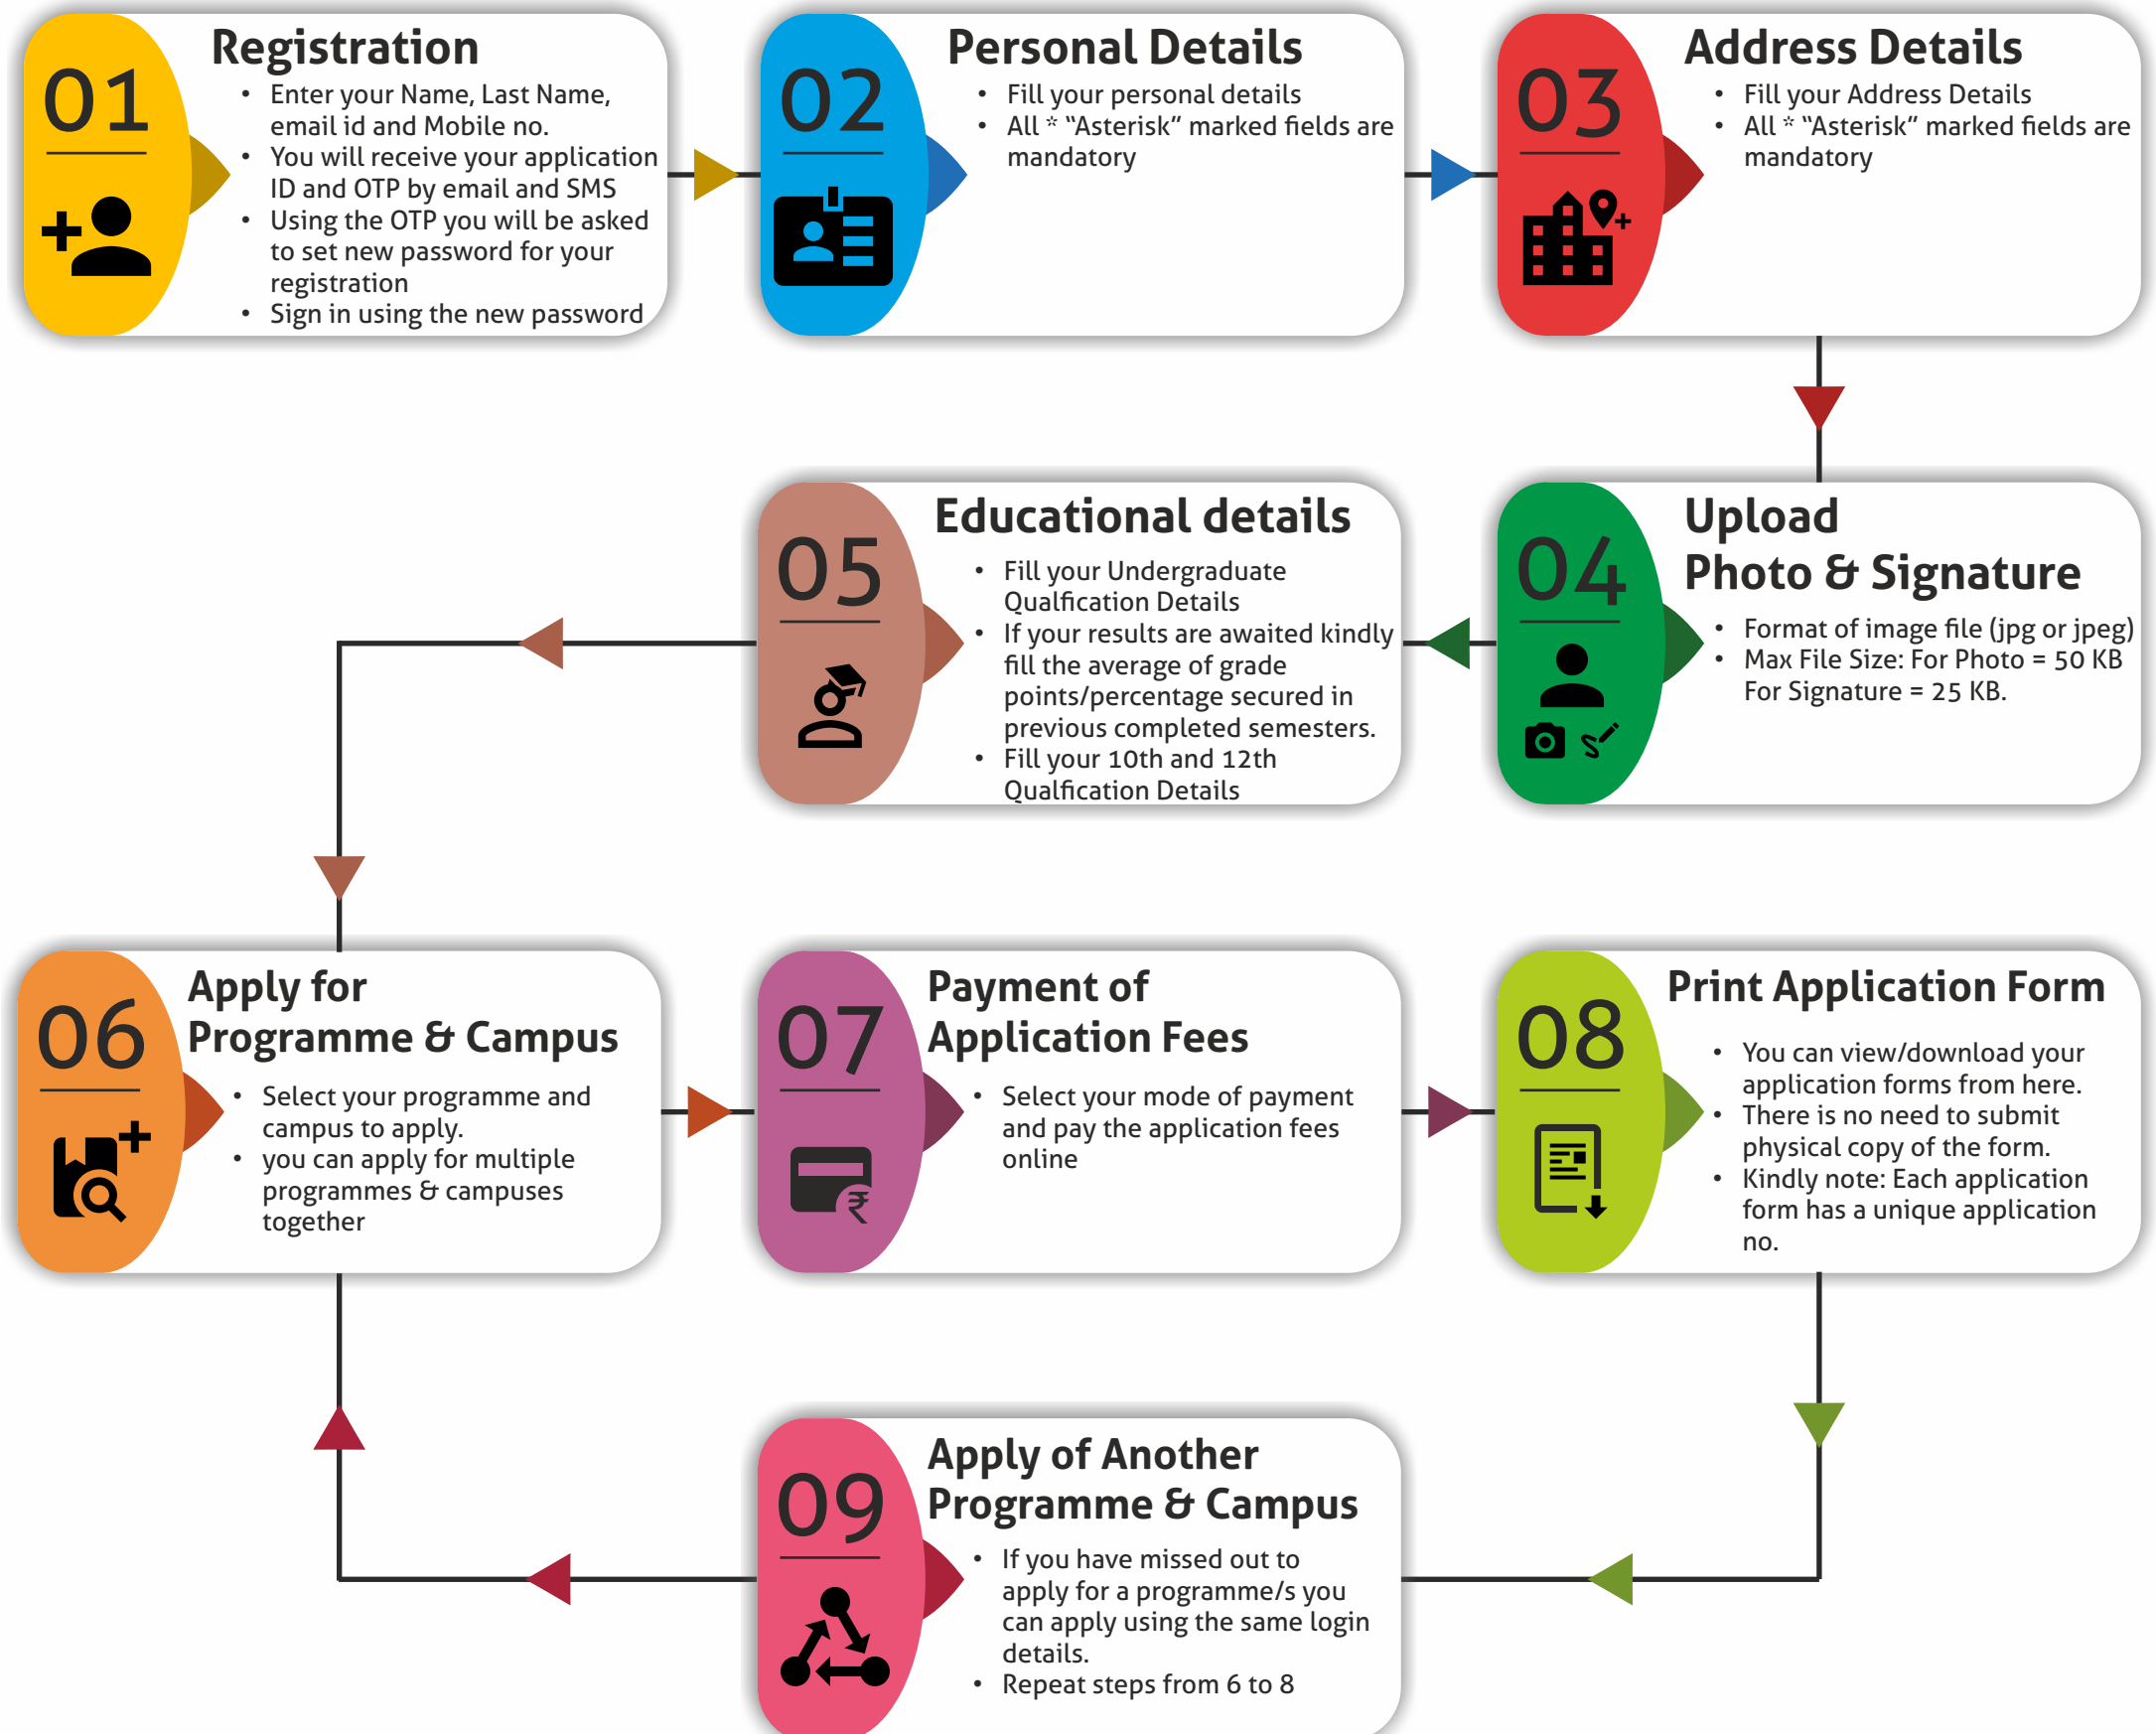 01
Registration
• Enter your Name, Last Name,
email id and Mobile no.
• You will receive your application
ID and OTP by email and SMS
• Using the OTP you will be asked
to set new password for your
registration
• Sign in using the new password
02
Personal Details
• Fill your personal details
• All * “Asterisk” marked fields are
mandatory
03
Address Details
• Fill your Address Details
• All * “Asterisk” marked fields are
mandatory
04
Upload
Photo & Signature
• Format of image file (jpg or jpeg)
• Max File Size: For Photo = 50 KB
For Signature = 25 KB.
05
Educational details
• Fill your Undergraduate
Qualfication Details
• If your results are awaited kindly
fill the average of grade
points/percentage secured in
previous completed semesters.
• Fill your 10th and 12th
Qualfication Details
06
Apply for
Programme & Campus
• Select your programme and
campus to apply.
• you can apply for multiple
programmes & campuses
together
07
Payment of
Application Fees
• Select your mode of payment
and pay the application fees
online
₹
08
Print Application Form
• You can view/download your
application forms from here.
• There is no need to submit
physical copy of the form.
• Kindly note: Each application
form has a unique application
no.
09
Apply of Another
Programme & Campus
• If you have missed out to
apply for a programme/s you
can apply using the same login
details.
• Repeat steps from 6 to 8